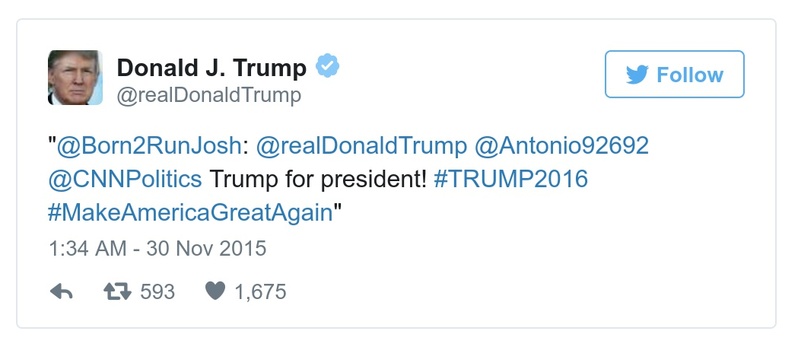 Donald J. Trump
@realDonaldTrump
Follow
"@Born2RunJosh: @realDonaldTrump @Antonio92692
@CNNPolitics Trump for president! #TRUMP2016
#MakeAmericaGreatAgain"
1:34 AM - 30 Nov 2015
593 1,675